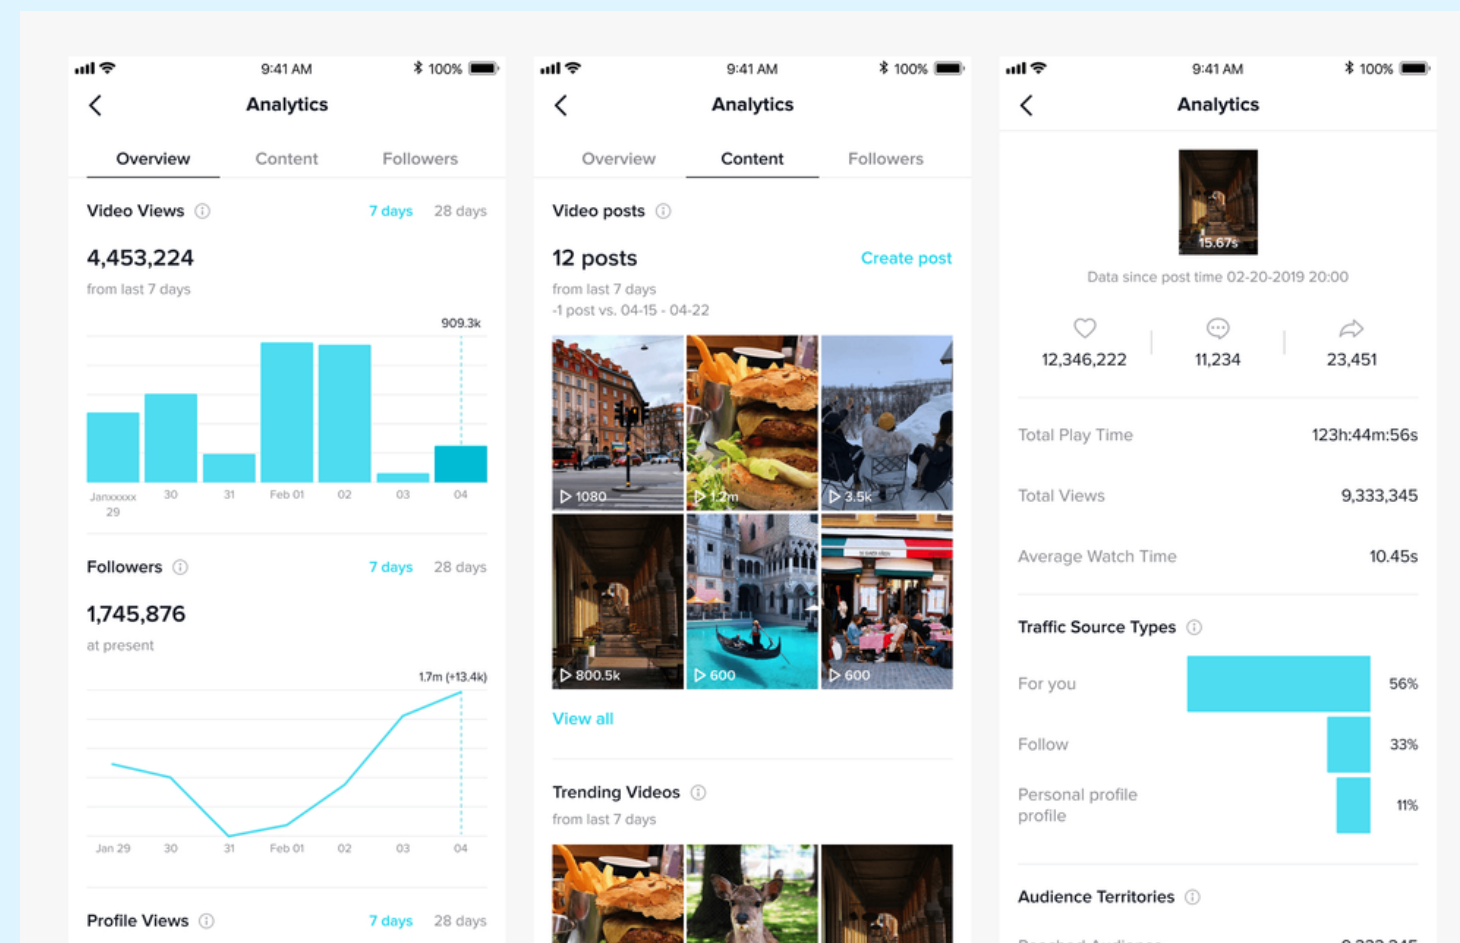 9:41 AM
100%
Analytics
Overview Content Followers
Video Views
7 days 28 days
4,453,224
from last 7 days
909.3k
Janxxxxx 30 31 Feb 01 02 03 04
29
Followers
7 days 28 days
1,745,876
at present
1.7m (+13.4k)
Jan 29 30 31 Feb 01 02 03 04
Profile Views
7 days 28 days
9:41 AM
100%
Analytics
Overview Content Followers
Video posts
12 posts
Create post
from last 7 days
-1 post vs. 04-15 - 04-22
1080 1.2m 3.5k
800.5k 600 600
View all
Trending Videos
from last 7 days
9:41 AM
100%
Analytics
15.67s
Data since post time 02-20-2019 20:00
12,346,222 11,234 23,451
Total Play Time 123h:44m:56s
Total Views 9,333,345
Average Watch Time 10.45s
Traffic Source Types
For you 56%
Follow 33%
Personal profile
profile
11%
Audience Territories